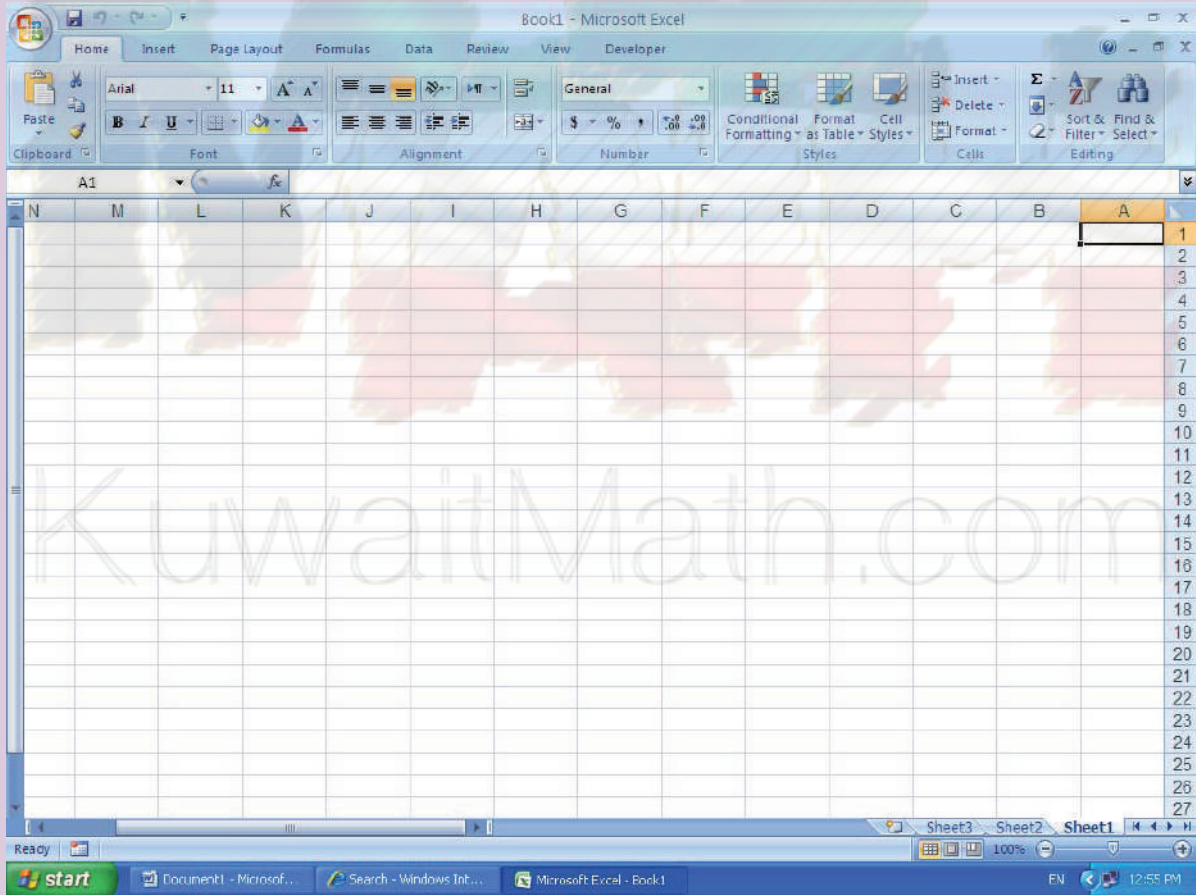 Book1 - Microsoft Excel
Home Insert Page Layout Formulas Data Review View Developer
Arial 11 General Insert
Paste B I U $ % , Conditional Formatting Format as Table Cell Styles Delete Sort & Filter Find & Select
Format
Clipboard Font Alignment Number Styles Cells Editing
A1 fx
N M L K J I H G F E D C B A
1
2
3
4
5
6
7
8
9
10
11
12
13
14
15
16
17
18
19
20
21
22
23
24
25
26
27
KuwaitMath.com
Sheet3 Sheet2 Sheet1
Ready 100%
start Document1 - Microsof... Search - Windows Int... Microsoft Excel - Book1 EN 12:55 PM